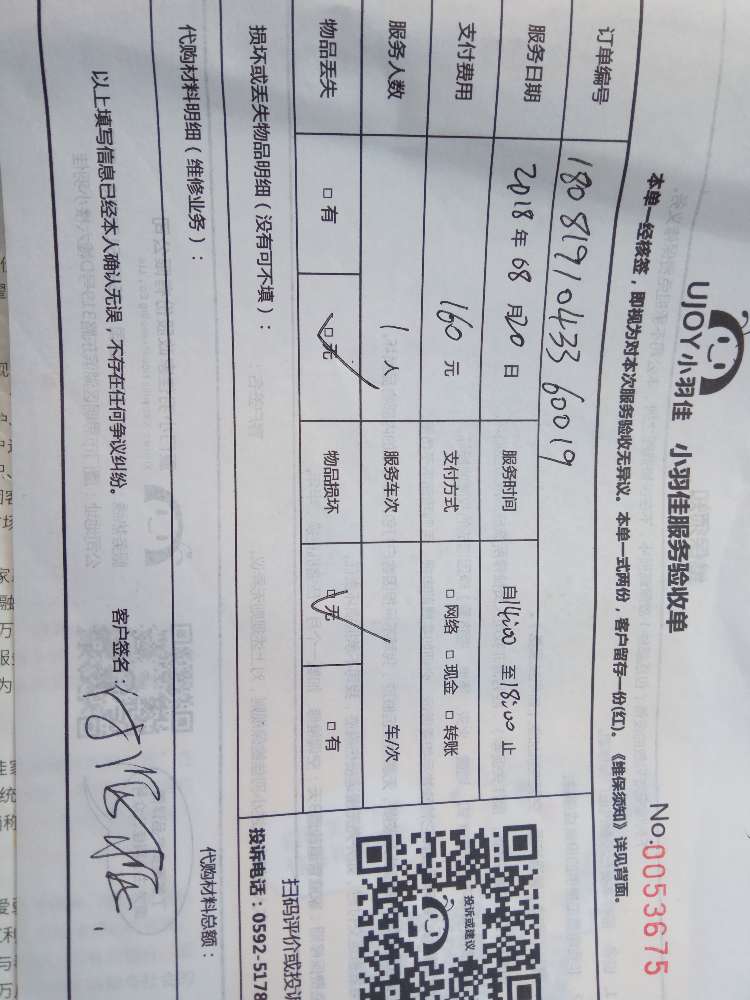 UJOY小羽佳 小羽佳服务验收单
No.0053675
本单一经核签，即视为对本次服务验收无异议。本单一式两份，客户留存一份(红)。《维保须知》详见背面。
订单编号 1808191043360019
服务日期 2018年08月20日 服务时间 自14:00至18:00止
支付费用 160元 支付方式 □网络 □现金 □转账
服务人数 1人 服务车次 车/次
物品丢失 □有 □无 物品损坏 □无 □有
损坏或丢失物品明细（没有可不填）：
代购材料明细（维修业务）：
代购材料总额：
投诉或建议
扫码评价或投诉
投诉电话：0592-5178
以上填写信息已经本人确认无误，不存在任何争议纠纷。 客户签名：